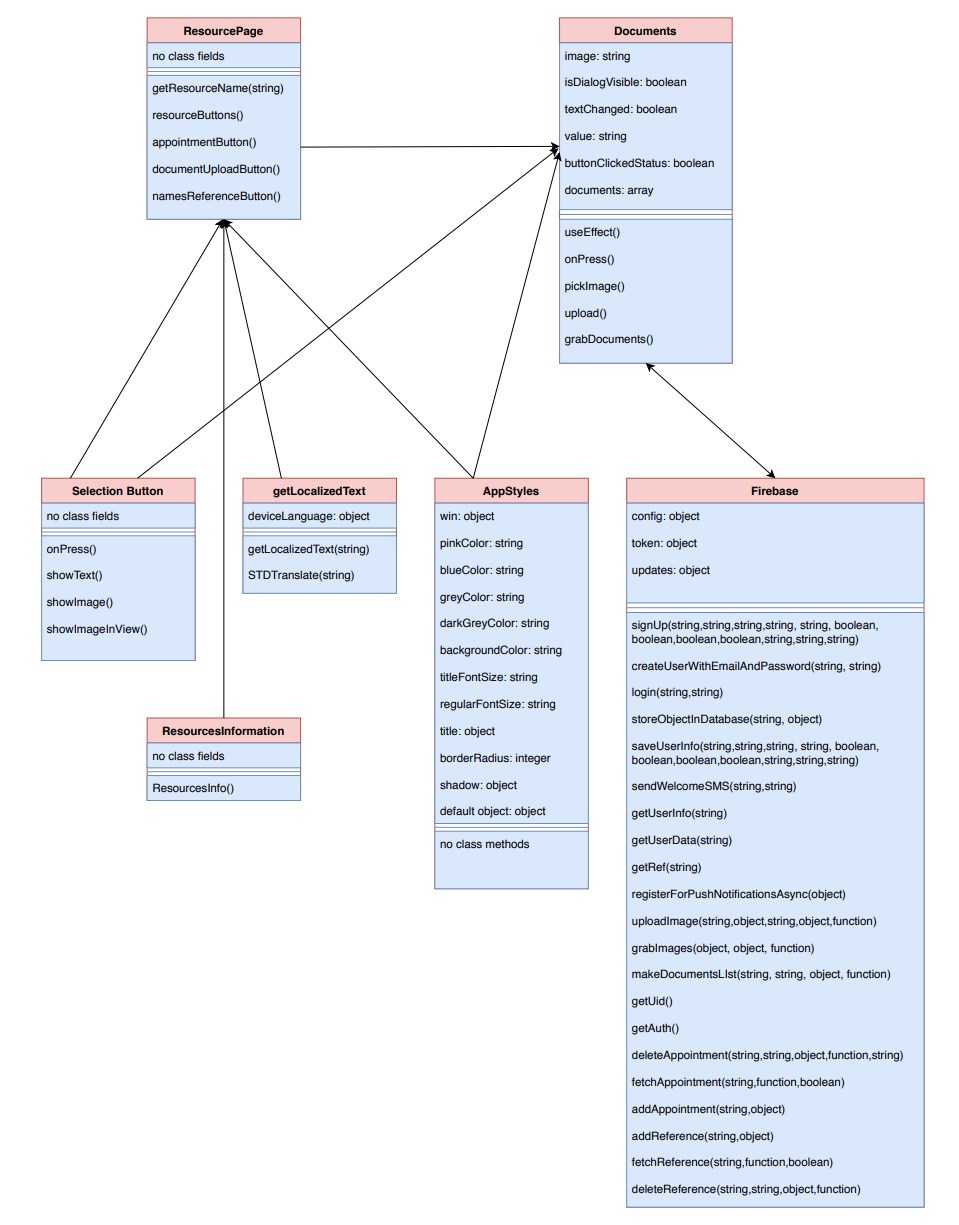 ResourcePage
no class fields
getResourceName(string)
resourceButtons()
appointmentButton()
documentUploadButton()
namesReferenceButton()
Documents
image: string
isDialogVisible: boolean
textChanged: boolean
value: string
buttonClickedStatus: boolean
documents: array
useEffect()
onPress()
pickImage()
upload()
grabDocuments()
Selection Button
no class fields
onPress()
showText()
showImage()
showImageInView()
getLocalizedText
deviceLanguage: object
getLocalizedText(string)
STDTranslate(string)
AppStyles
win: object
pinkColor: string
blueColor: string
greyColor: string
darkGreyColor: string
backgroundColor: string
titleFontSize: string
regularFontSize: string
title: object
borderRadius: integer
shadow: object
default object: object
no class methods
Firebase
config: object
token: object
updates: object
signUp(string,string,string,string, string, boolean,
boolean,boolean,boolean,string,string,string)
createUserWithEmailAndPassword(string, string)
login(string,string)
storeObjectInDatabase(string, object)
saveUserInfo(string,string,string, string, boolean,
boolean,boolean,boolean,string,string,string)
sendWelcomeSMS(string,string)
getUserInfo(string)
getUserData(string)
getRef(string)
registerForPushNotificationsAsync(object)
uploadImage(string,object,string,object,function)
grabImages(object, object, function)
makeDocumentsLIst(string, string, object, function)
getUid()
getAuth()
deleteAppointment(string,string,object,function,string)
fetchAppointment(string,function,boolean)
addAppointment(string,object)
addReference(string,object)
fetchReference(string,function,boolean)
deleteReference(string,string,object,function)
ResourcesInformation
no class fields
ResourcesInfo()